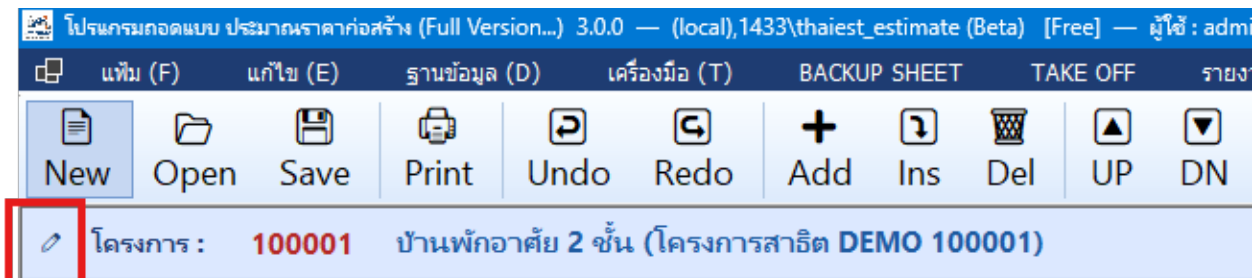 โปรแกรมถอดแบบ ประมาณราคาก่อสร้าง (Full Version...) 3.0.0 — (local),1433\thaiest_estimate (Beta) [Free] — ผู้ใช้ : admi
แฟ้ม (F) แก้ไข (E) ฐานข้อมูล (D) เครื่องมือ (T) BACKUP SHEET TAKE OFF รายงา
New Open Save Print Undo Redo Add Ins Del UP DN
โครงการ : 100001 บ้านพักอาศัย 2 ชั้น (โครงการสาธิต DEMO 100001)